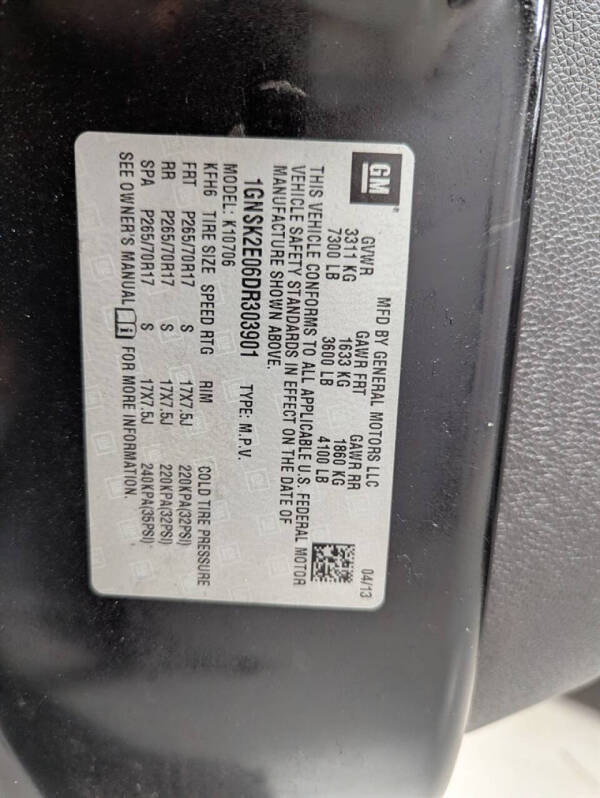 GM
MFD BY GENERAL MOTORS LLC 04/13
GVWR GAWR FRT GAWR RR
3311 KG 1633 KG 1860 KG
7300 LB 3600 LB 4100 LB
THIS VEHICLE CONFORMS TO ALL APPLICABLE U.S. FEDERAL MOTOR
VEHICLE SAFETY STANDARDS IN EFFECT ON THE DATE OF
MANUFACTURE SHOWN ABOVE.
1GNSK2E06DR303901 TYPE: M.P.V.
MODEL: K10706
KFH6 TIRE SIZE SPEED RTG RIM COLD TIRE PRESSURE
FRT P265/70R17 S 17X7.5J 220KPA(32PSI)
RR P265/70R17 S 17X7.5J 220KPA(32PSI)
SPA P265/70R17 S 17X7.5J 240KPA(35PSI)
SEE OWNER'S MANUAL FOR MORE INFORMATION.